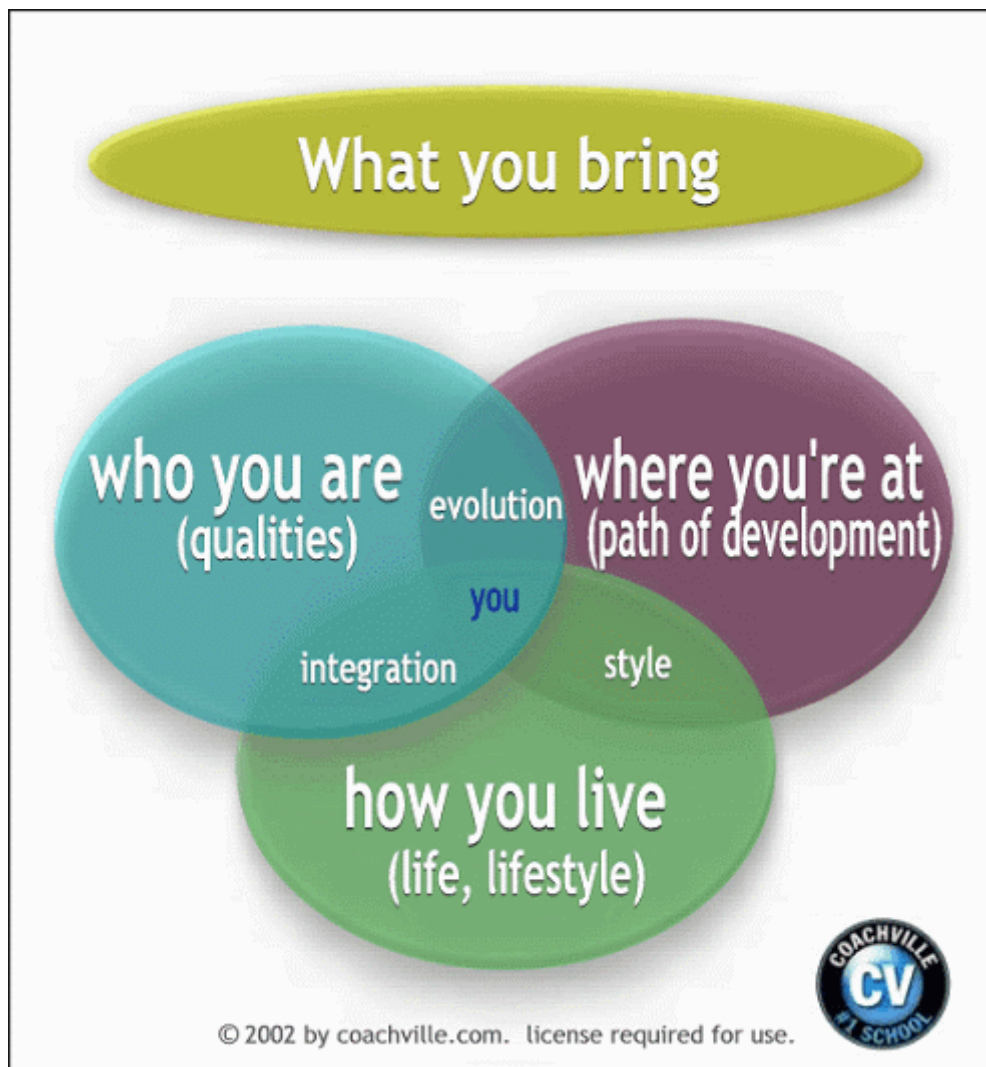 What you bring
who you are
(qualities)
evolution
where you're at
(path of development)
you
integration
style
how you live
(life, lifestyle)
COACHVILLE
CV
#1 SCHOOL
© 2002 by coachville.com. license required for use.